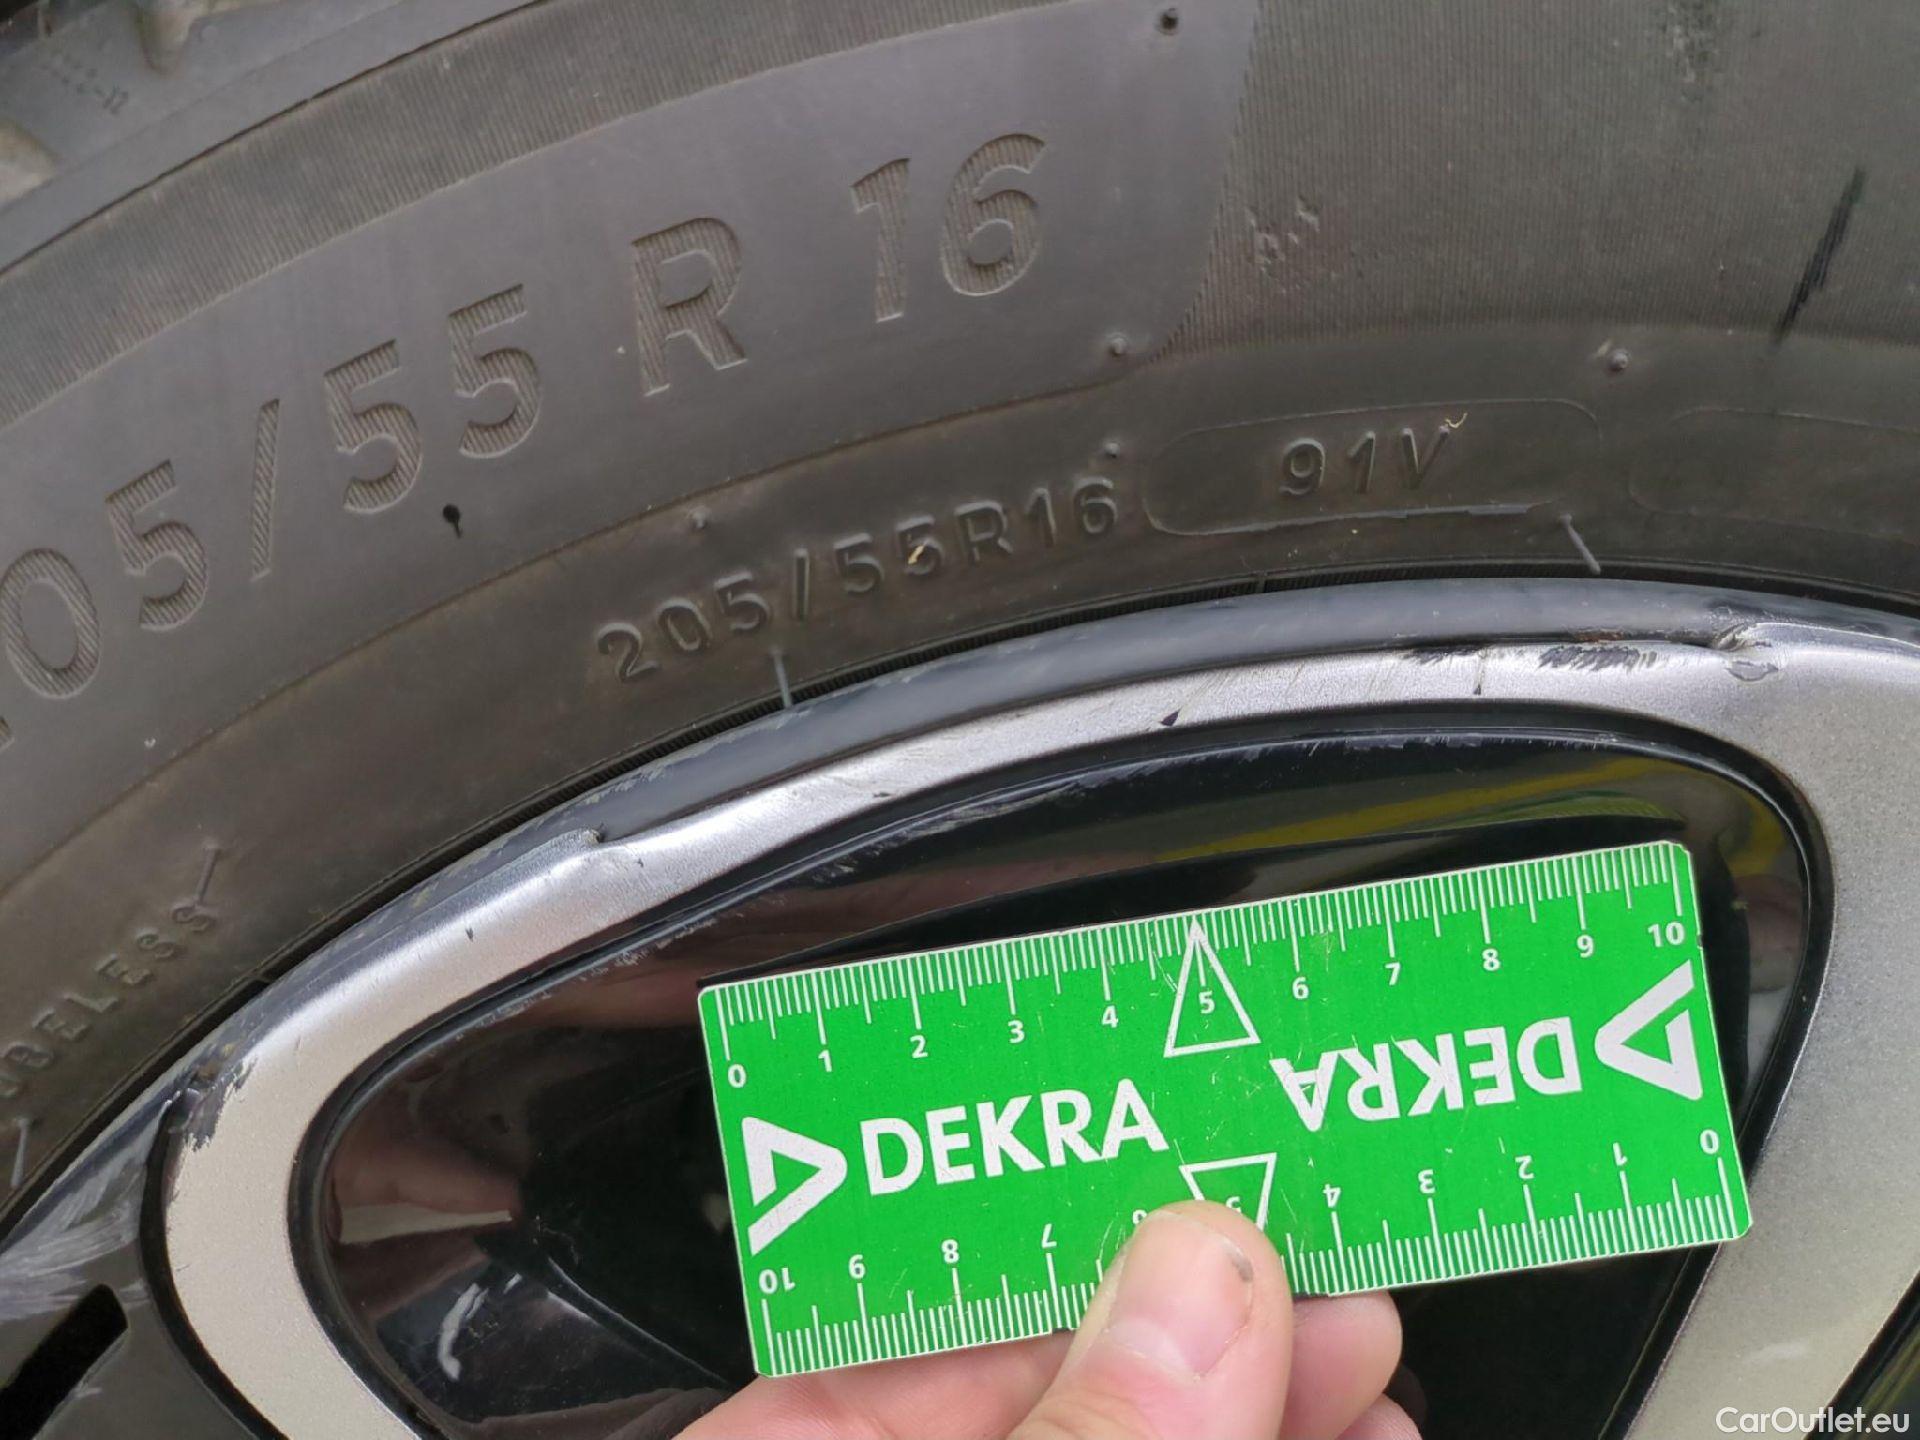 205/55 R 16
205/55R16 91V
TUBELESS
0 1 2 3 4 5 6 7 8 9 10
DEKRA
DEKRA
10 9 8 7 6 5 4 3 2 1 0
CarOutlet.eu